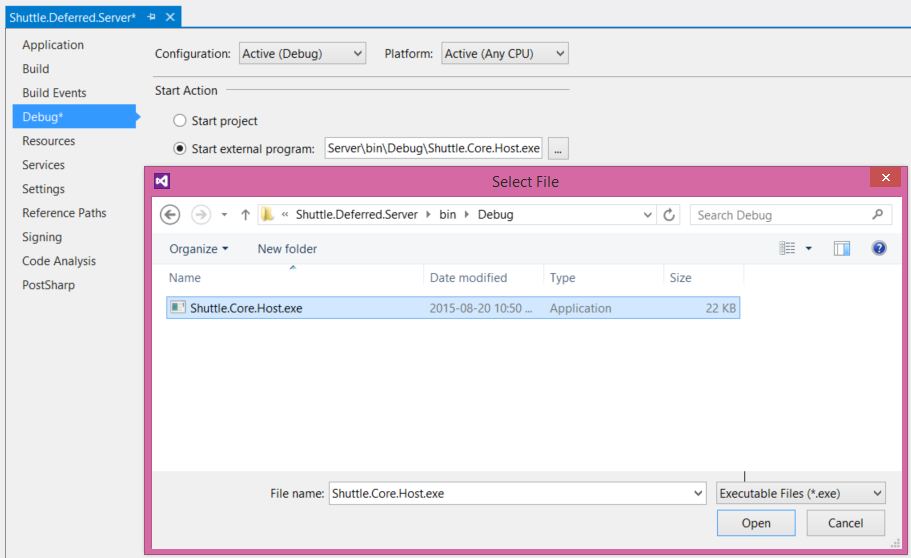 Shuttle.Deferred.Server*
Application
Build
Build Events
Debug*
Resources
Services
Settings
Reference Paths
Signing
Code Analysis
PostSharp
Configuration: Active (Debug) Platform: Active (Any CPU)
Start Action
Start project
Start external program: Server\bin\Debug\Shuttle.Core.Host.exe ...
Select File
« Shuttle.Deferred.Server bin Debug Search Debug
Organize New folder
Name Date modified Type Size
Shuttle.Core.Host.exe 2015-08-20 10:50 ... Application 22 KB
File name: Shuttle.Core.Host.exe Executable Files (*.exe)
Open Cancel